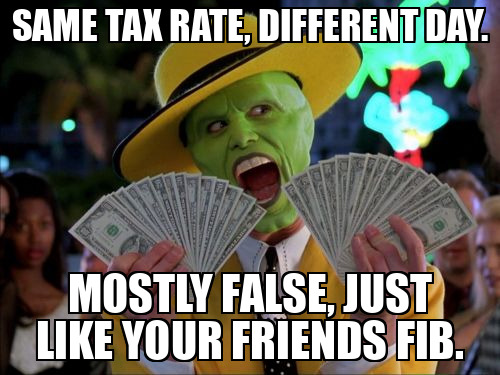 SAME TAX RATE, DIFFERENT DAY.
MOSTLY FALSE, JUST
LIKE YOUR FRIENDS FIB.